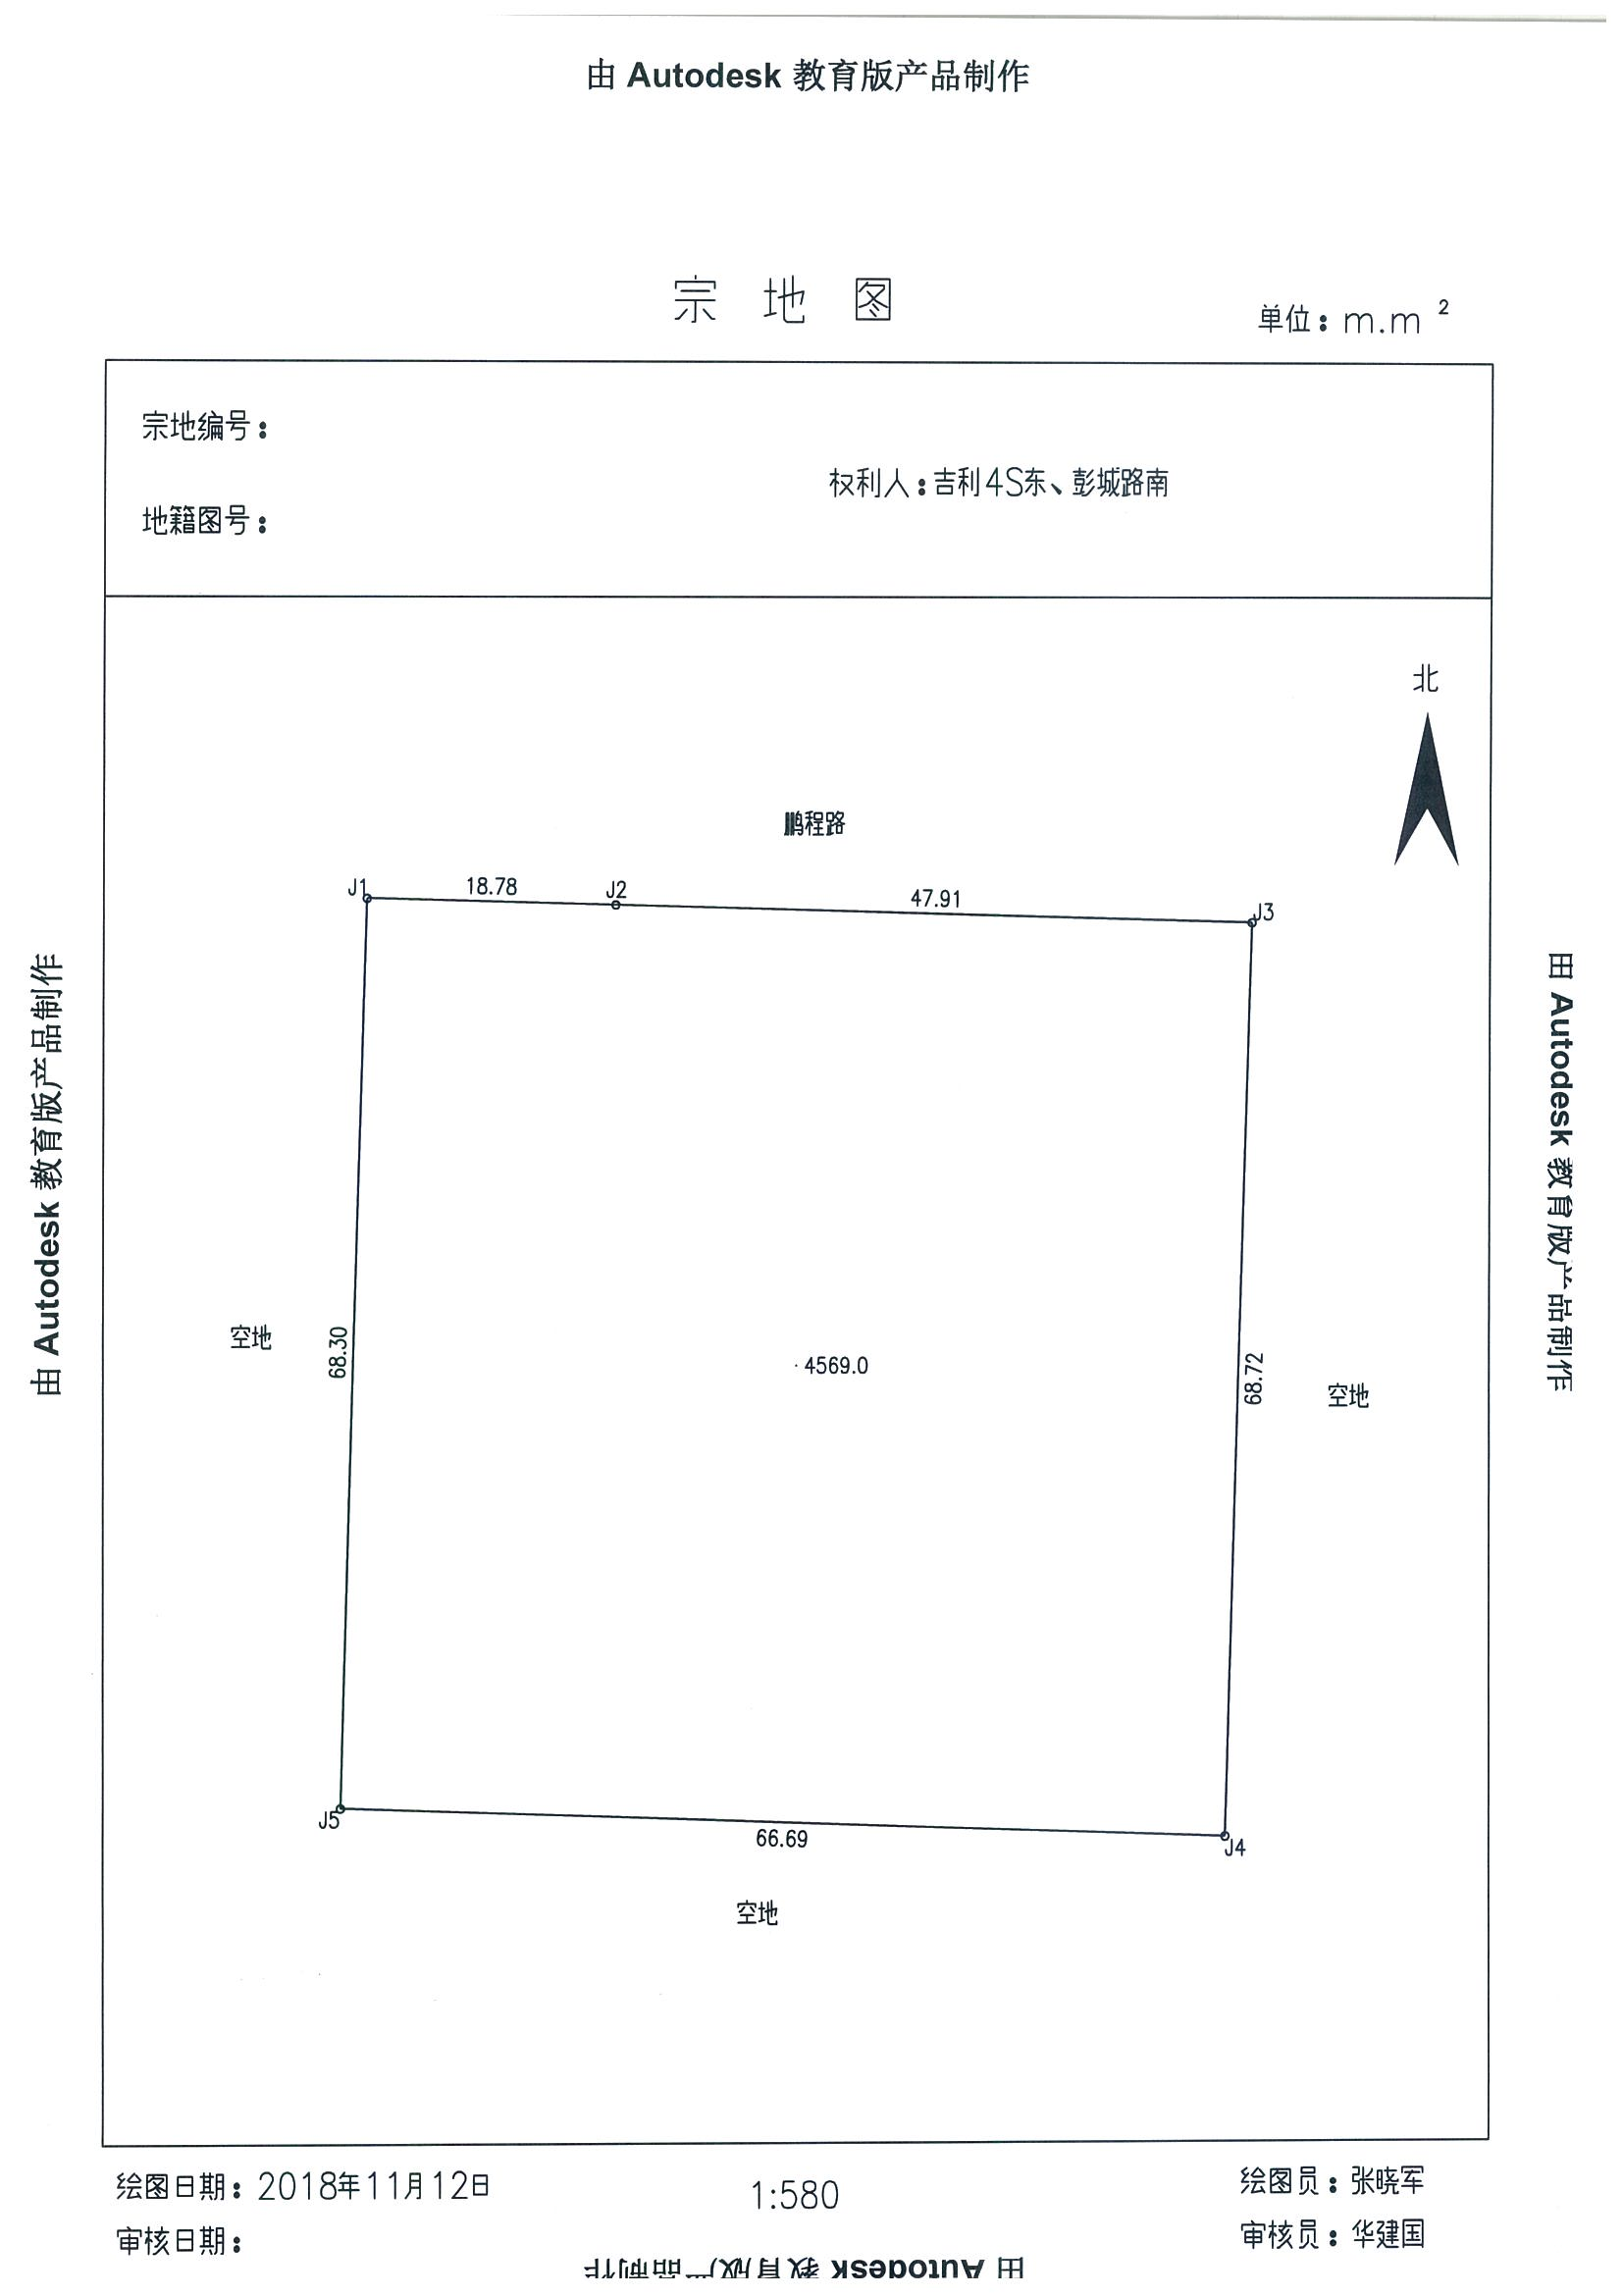 由 Autodesk 教育版产品制作
宗 地 图
单位：m.m ²
宗地编号：
权利人：吉利4S东、彭城路南
地籍图号：
北
鹏程路
J1
18.78
J2
47.91
J3
由 Autodesk 教育版产品制作
由 Autodesk 教育版产品制作
空地
68.30
4569.0
68.72
空地
J5
66.69
J4
空地
绘图日期：2018年11月12日
1:580
绘图员：张晓军
审核日期：
审核员：华建国
由 Autodesk 教育版产品制作